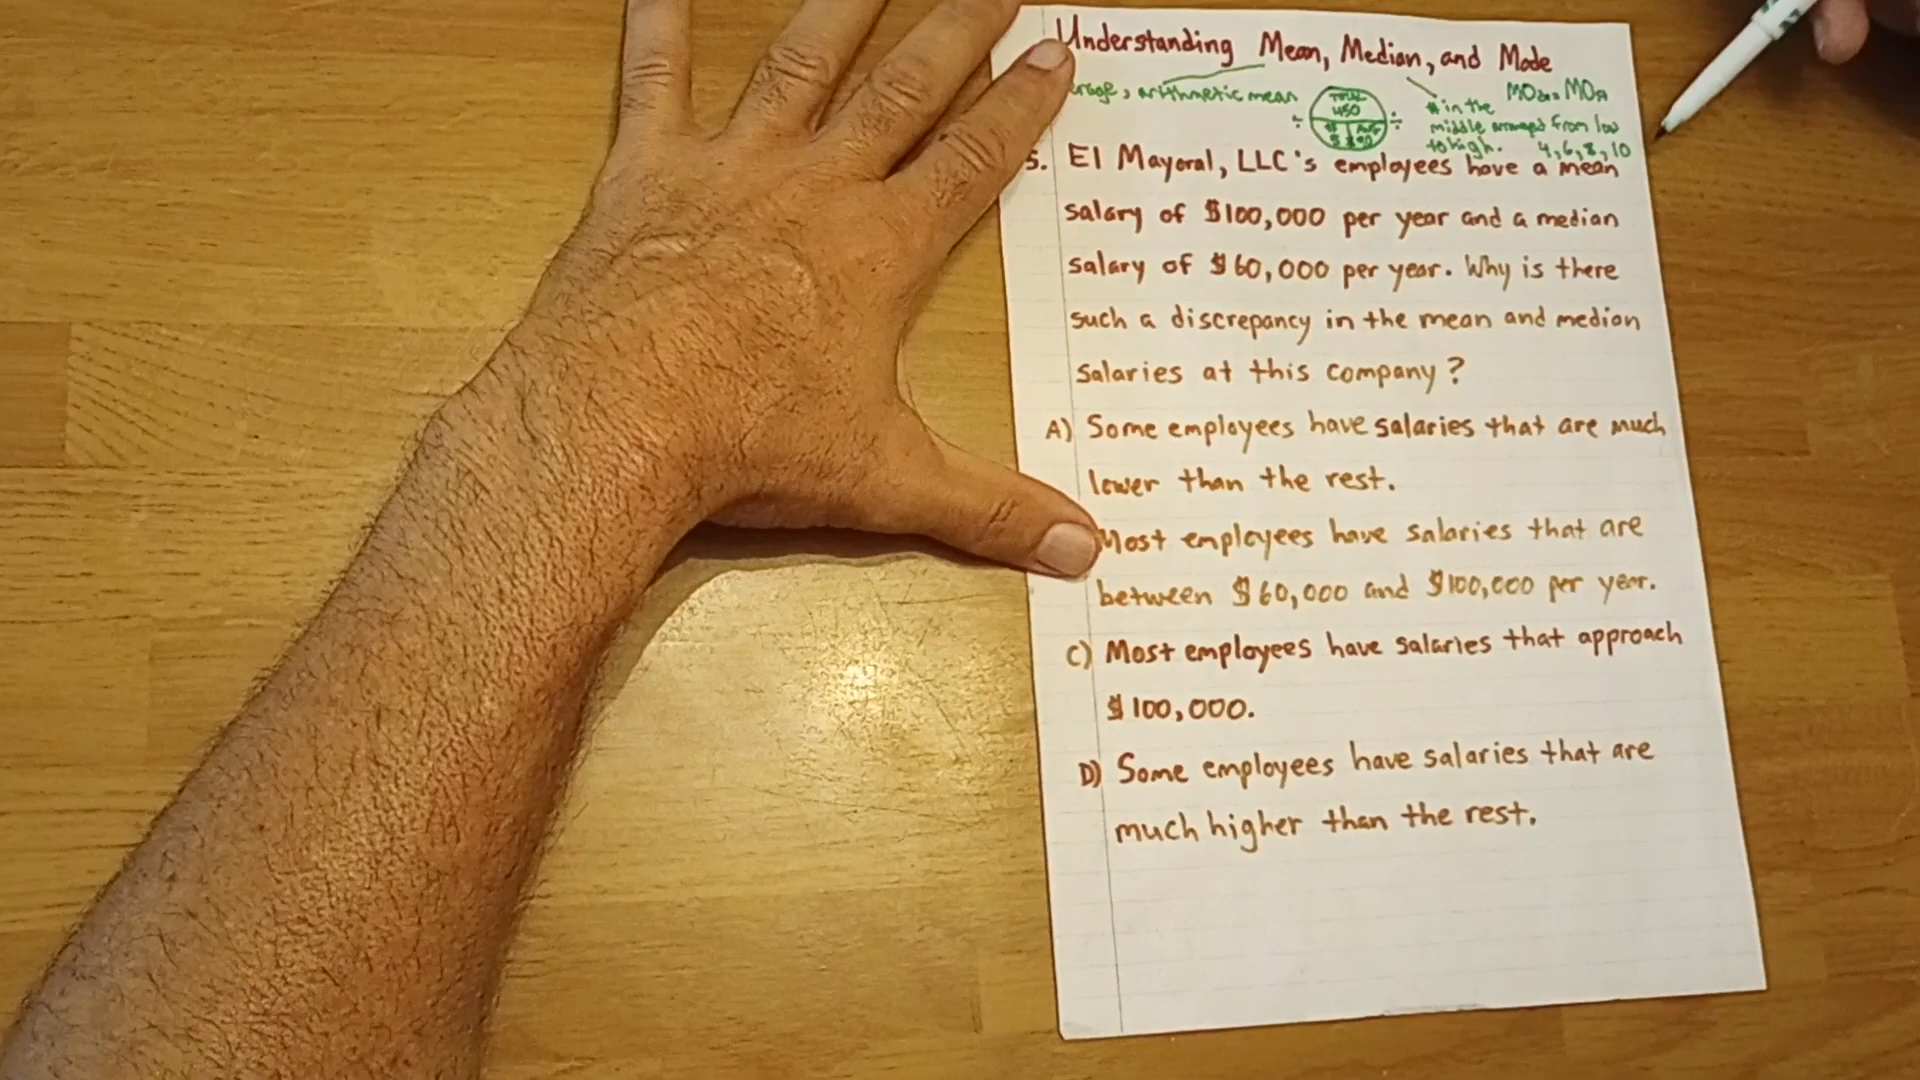 Understanding Mean, Median, and Mode
erage, arithmetic mean
TOTAL
450
÷ ÷
# in the
middle arranged from low
to high. 4,6,8,10
5. El Mayoral, LLC's employees have a mean
salary of $100,000 per year and a median
salary of $60,000 per year. Why is there
such a discrepancy in the mean and median
salaries at this company?
A) Some employees have salaries that are much
lower than the rest.
Most employees have salaries that are
between $60,000 and $100,000 per year.
C) Most employees have salaries that approach
$100,000.
D) Some employees have salaries that are
much higher than the rest.